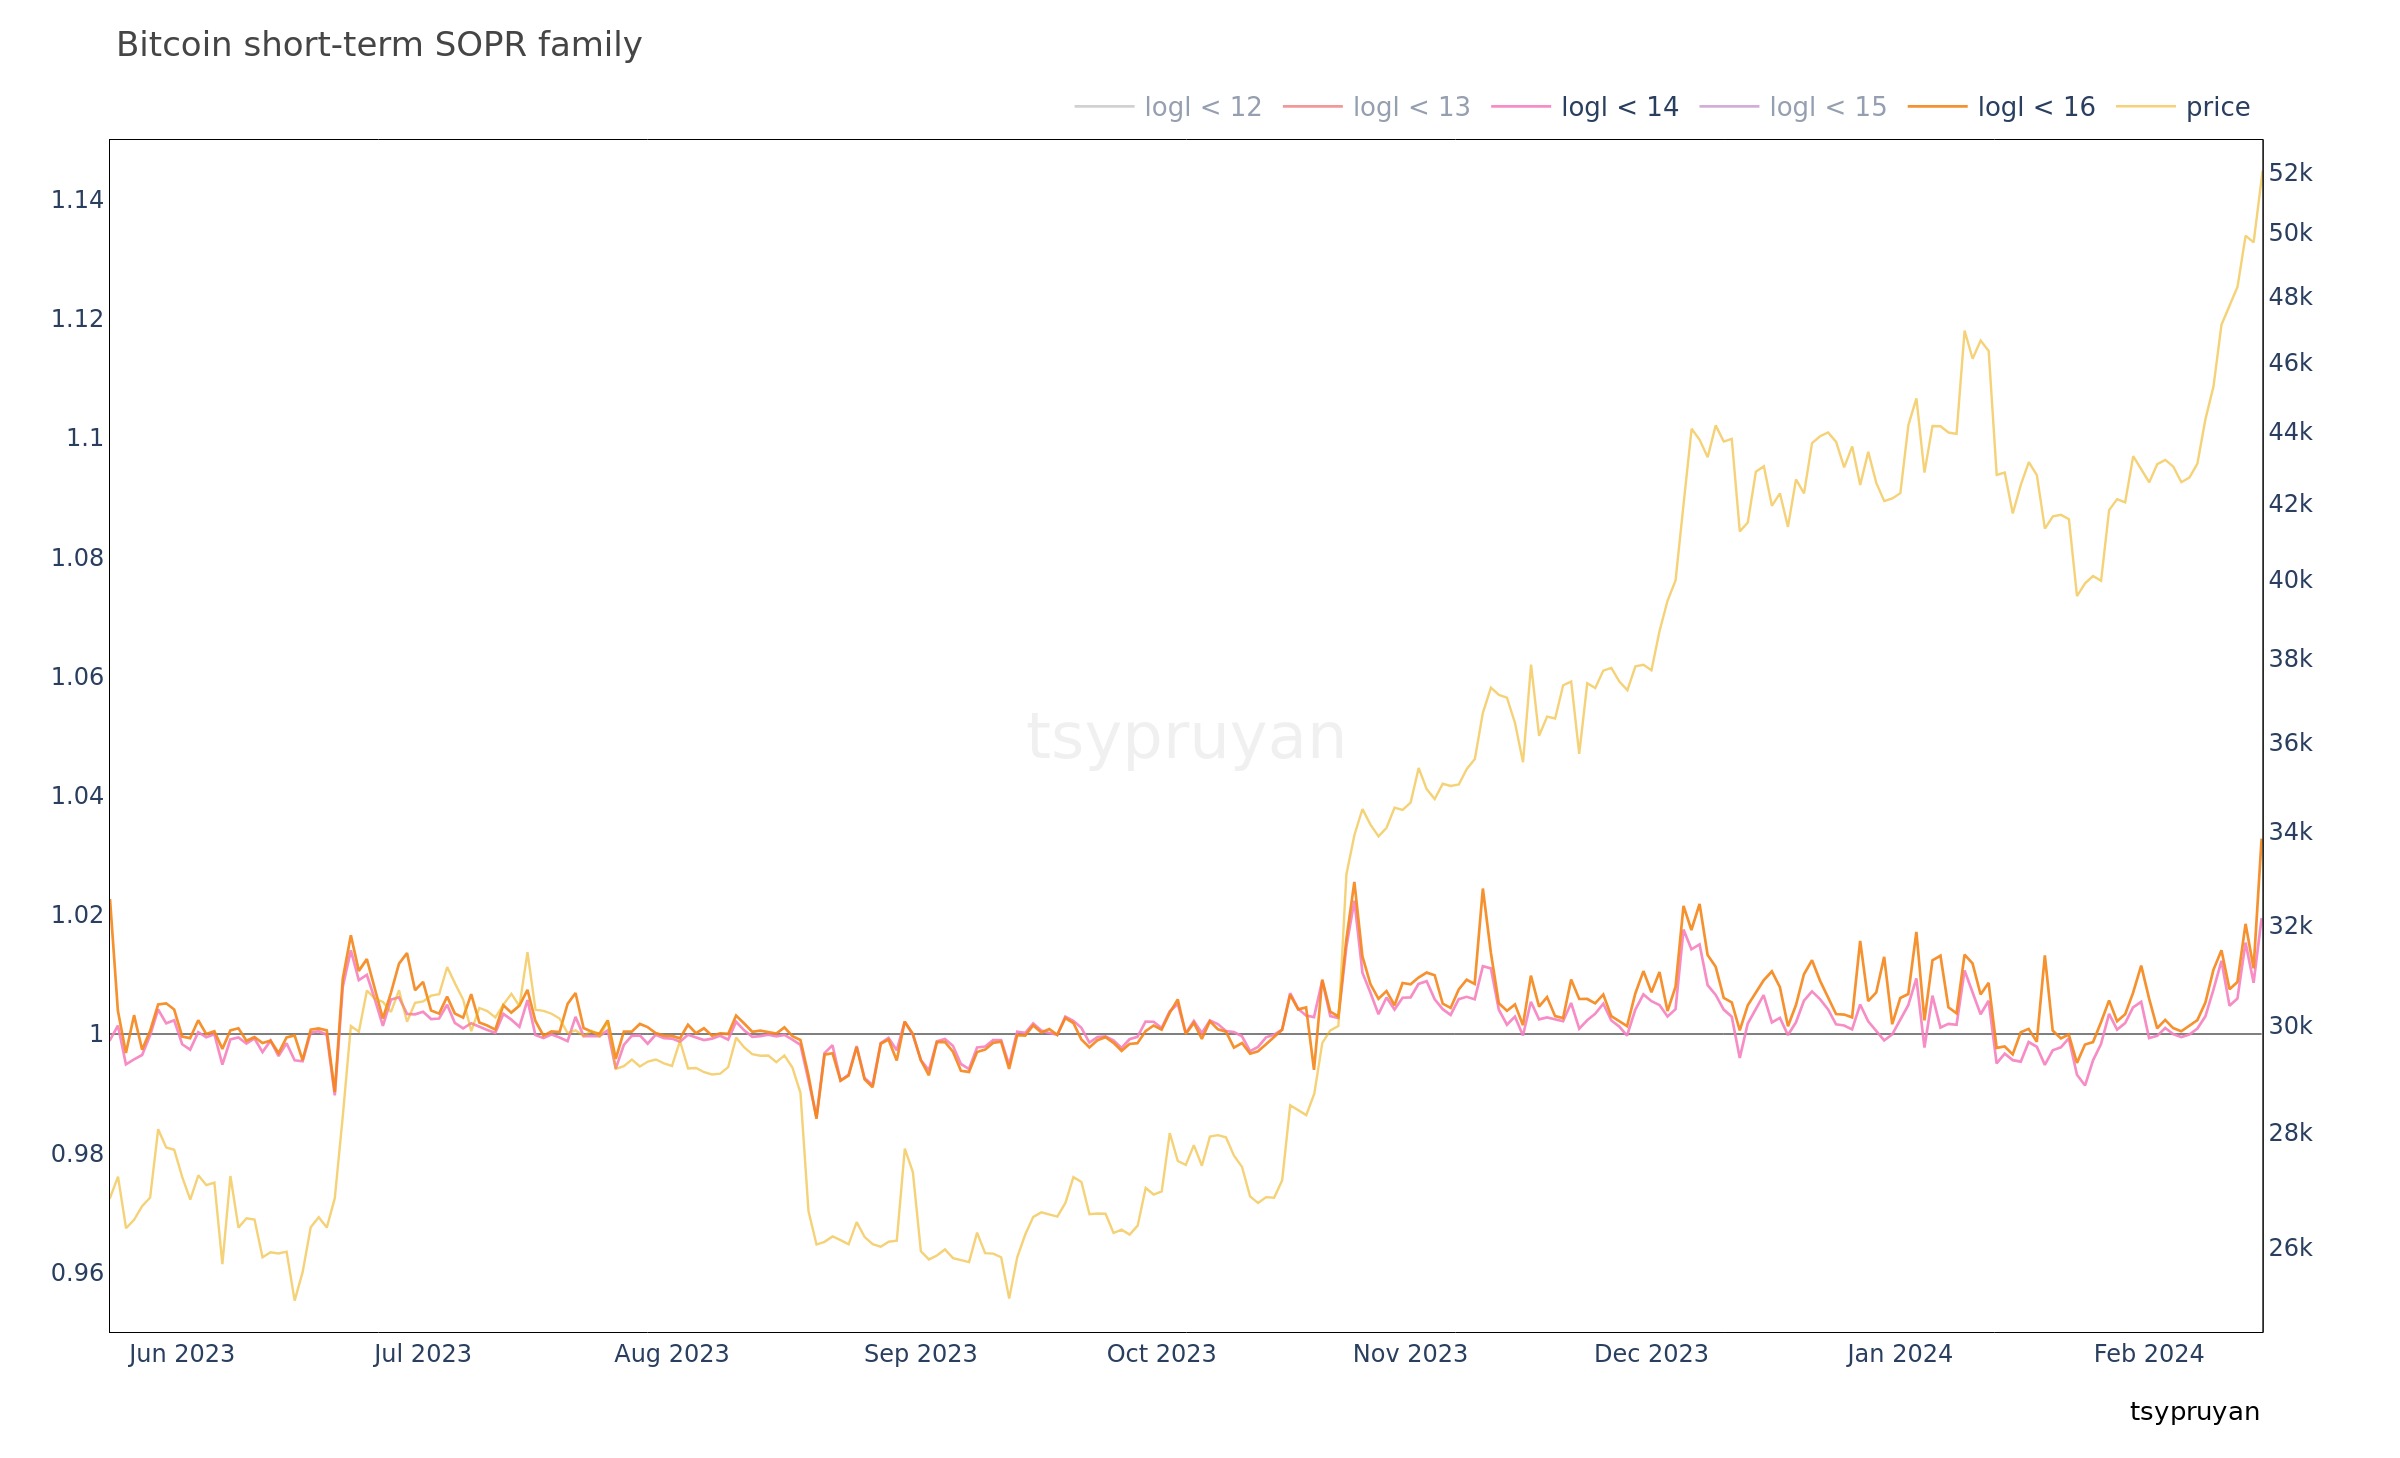 Bitcoin short-term SOPR family
logl < 12 logl < 13 logl < 14 logl < 15 logl < 16 price
1.14
1.12
1.1
1.08
1.06
1.04
1.02
1
0.98
0.96
52k
50k
48k
46k
44k
42k
40k
38k
36k
34k
32k
30k
28k
26k
tsypruyan
Jun 2023 Jul 2023 Aug 2023 Sep 2023 Oct 2023 Nov 2023 Dec 2023 Jan 2024 Feb 2024
tsypruyan